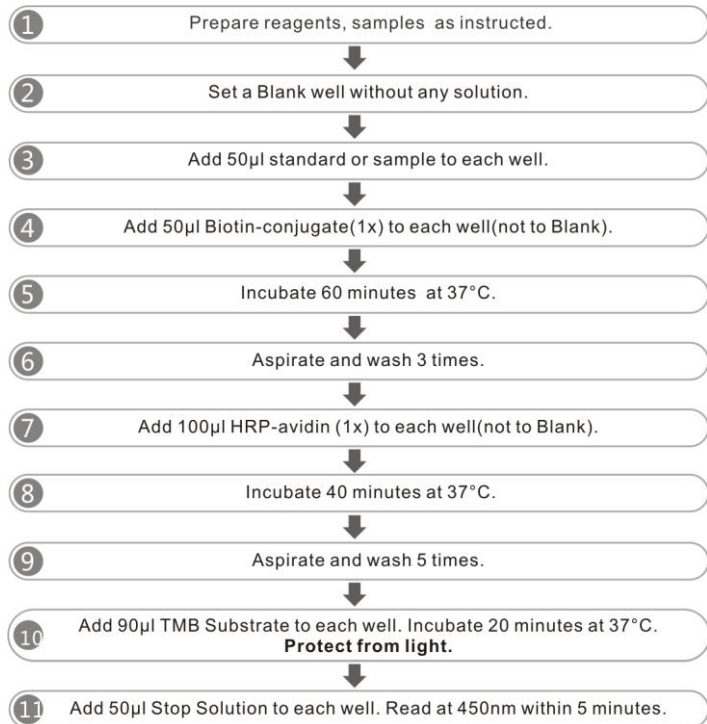 1 Prepare reagents, samples as instructed.
2 Set a Blank well without any solution.
3 Add 50μl standard or sample to each well.
4 Add 50μl Biotin-conjugate(1x) to each well(not to Blank).
5 Incubate 60 minutes at 37°C.
6 Aspirate and wash 3 times.
7 Add 100μl HRP-avidin (1x) to each well(not to Blank).
8 Incubate 40 minutes at 37°C.
9 Aspirate and wash 5 times.
10 Add 90μl TMB Substrate to each well. Incubate 20 minutes at 37°C.
Protect from light.
11 Add 50μl Stop Solution to each well. Read at 450nm within 5 minutes.